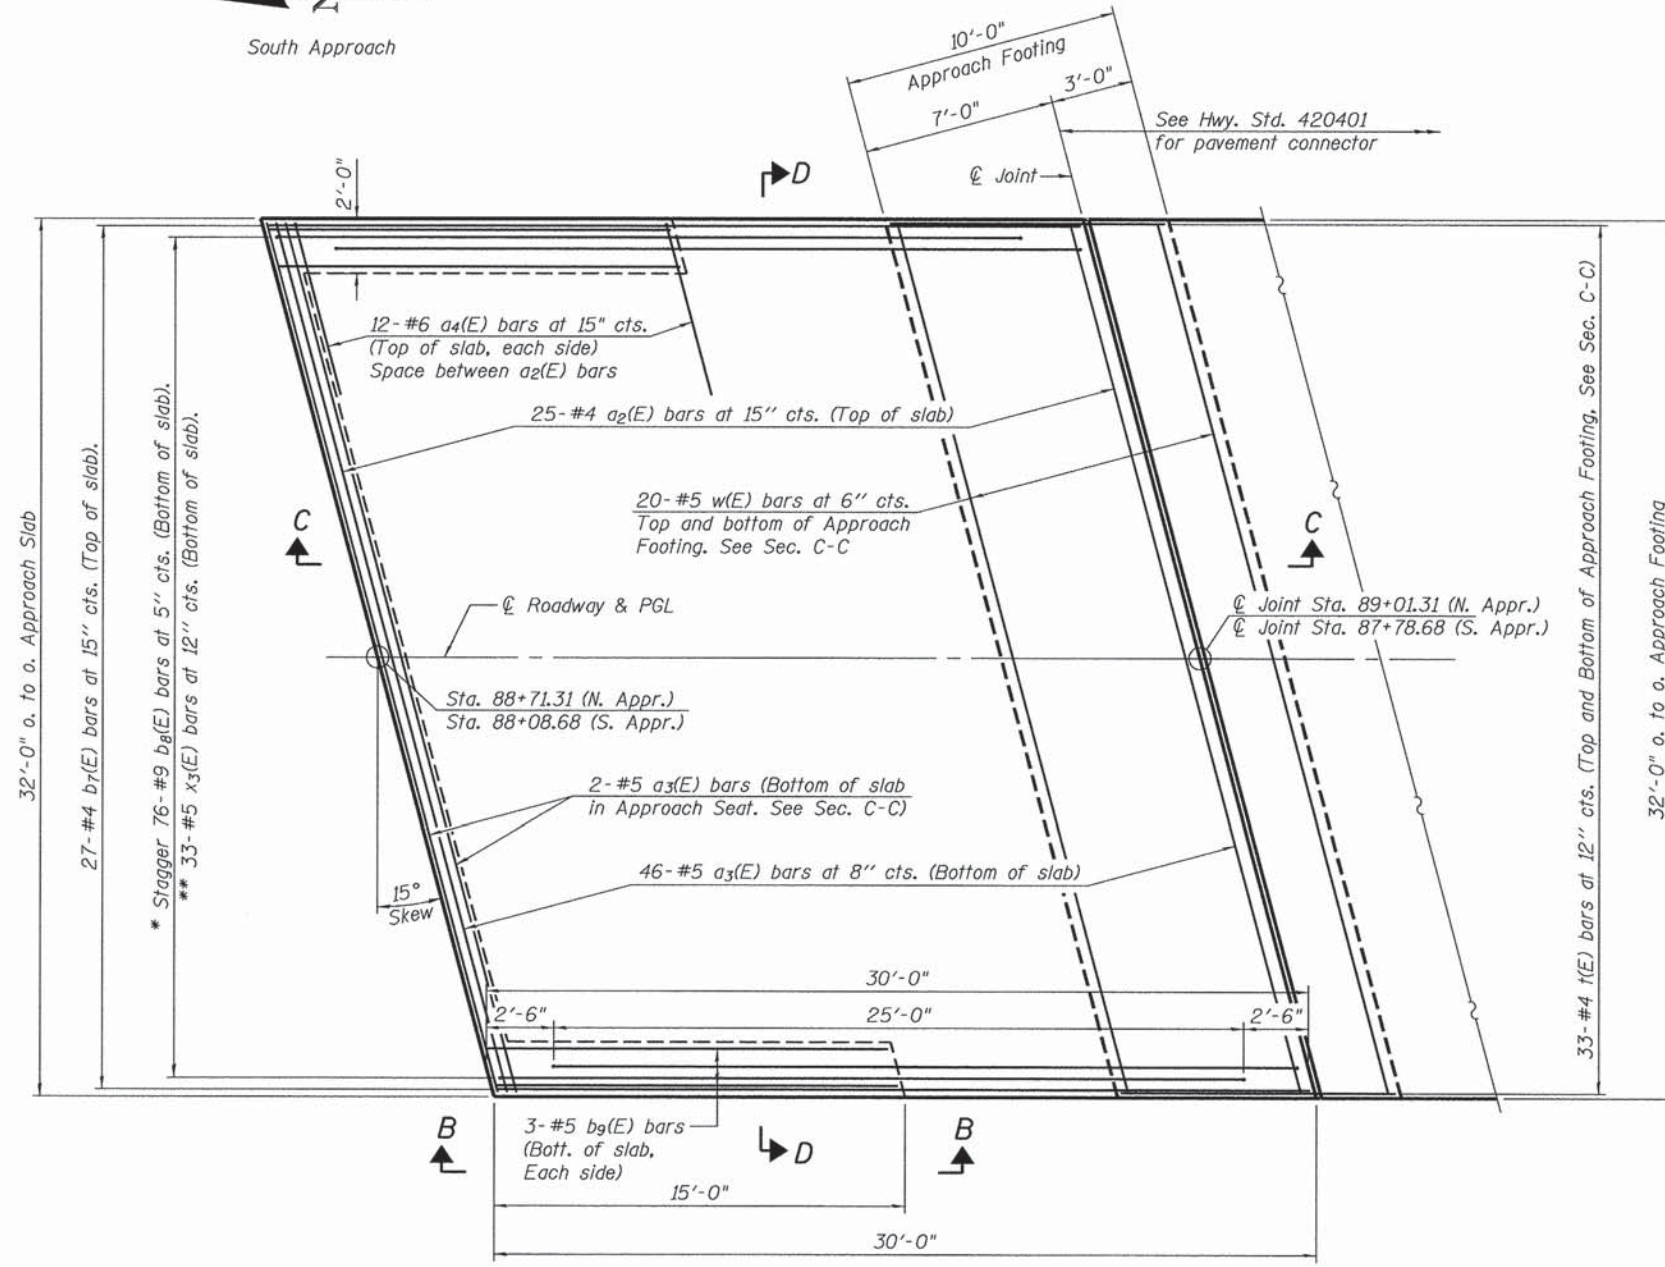 N
South Approach
10'-0"
Approach Footing
3'-0"
7'-0"
See Hwy. Std. 420401
for pavement connector
℄ Joint
D
2'-0"
12-#6 a4(E) bars at 15" cts.
(Top of slab, each side)
Space between a2(E) bars
25-#4 a2(E) bars at 15" cts. (Top of slab)
20-#5 w(E) bars at 6" cts.
Top and bottom of Approach
Footing. See Sec. C-C
C
C
℄ Roadway & PGL
℄ Joint Sta. 89+01.31 (N. Appr.)
℄ Joint Sta. 87+78.68 (S. Appr.)
Sta. 88+71.31 (N. Appr.)
Sta. 88+08.68 (S. Appr.)
2-#5 a3(E) bars (Bottom of slab
in Approach Seat. See Sec. C-C)
46-#5 a3(E) bars at 8" cts. (Bottom of slab)
15°
Skew
30'-0"
2'-6"
25'-0"
2'-6"
3-#5 b9(E) bars
(Bott. of slab,
Each side)
B
D
B
15'-0"
30'-0"
32'-0" o. to o. Approach Slab
27-#4 b7(E) bars at 15" cts. (Top of slab).
* Stagger 76-#9 b8(E) bars at 5" cts. (Bottom of slab).
** 33-#5 x3(E) bars at 12" cts. (Bottom of slab).
33-#4 t(E) bars at 12" cts. (Top and Bottom of Approach Footing, See Sec. C-C)
32'-0" o. to o. Approach Footing